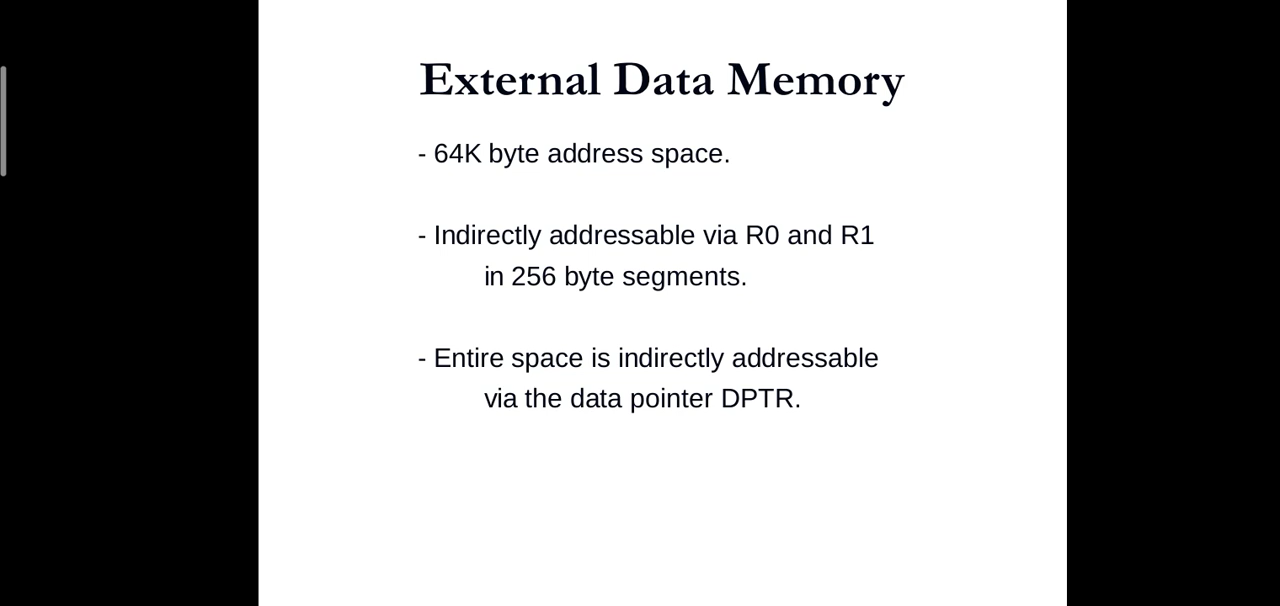 External Data Memory
- 64K byte address space.
- Indirectly addressable via R0 and R1
in 256 byte segments.
- Entire space is indirectly addressable
via the data pointer DPTR.